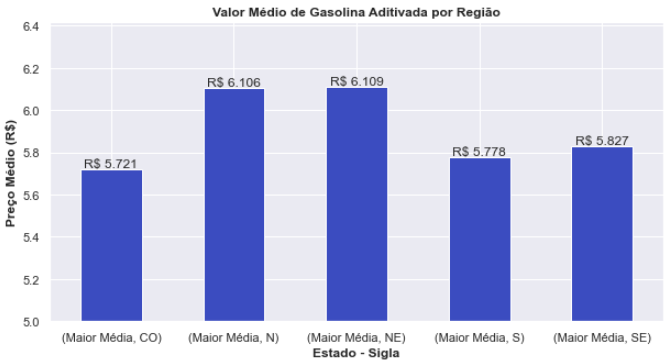 Valor Médio de Gasolina Aditivada por Região
Preço Médio (R$)
6.4
6.2
6.0
5.8
5.6
5.4
5.2
5.0
R$ 5.721
R$ 6.106
R$ 6.109
R$ 5.778
R$ 5.827
(Maior Média, CO)
(Maior Média, N)
(Maior Média, NE)
(Maior Média, S)
(Maior Média, SE)
Estado - Sigla